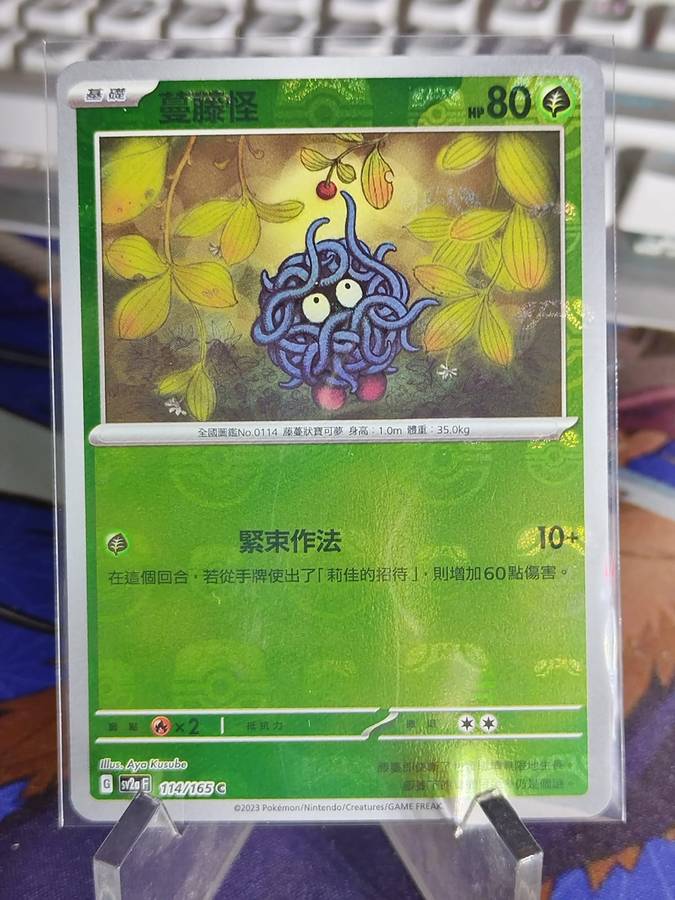 基礎
蔓藤怪
HP 80
全國圖鑑No.0114 藤蔓狀寶可夢 身高：1.0m 體重：35.0kg
緊束作法 10+
在這個回合，若從手牌使出了「莉佳的招待」，則增加60點傷害。
弱點 ×2 抵抗力 撤退
Illus. Aya Kusube
G sv2a F 114/165 C
©2023 Pokémon/Nintendo/Creatures/GAME FREAK